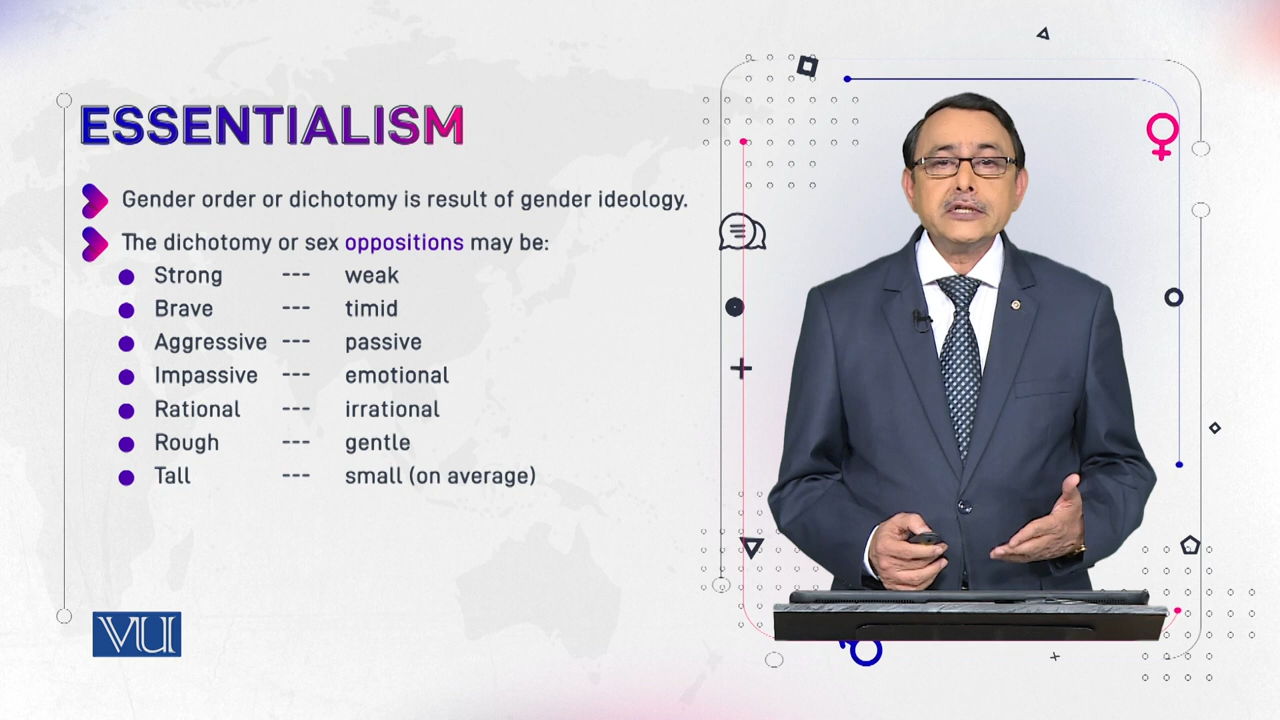 ESSENTIALISM
Gender order or dichotomy is result of gender ideology.
The dichotomy or sex oppositions may be:
Strong --- weak
Brave --- timid
Aggressive --- passive
Impassive --- emotional
Rational --- irrational
Rough --- gentle
Tall --- small (on average)
VU